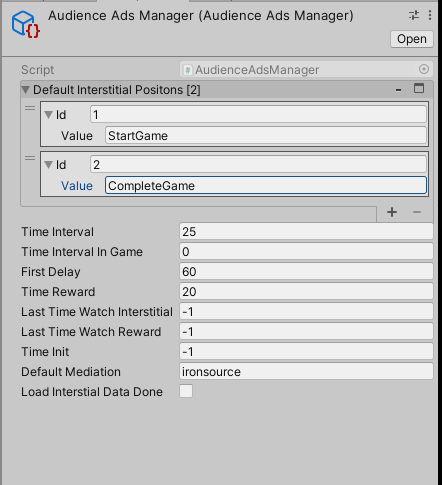 Audience Ads Manager (Audience Ads Manager)
Open
Script AudienceAdsManager
Default Interstitial Positons [2]
Id 1
Value StartGame
Id 2
Value CompleteGame
Time Interval 25
Time Interval In Game 0
First Delay 60
Time Reward 20
Last Time Watch Interstitial -1
Last Time Watch Reward -1
Time Init -1
Default Mediation ironsource
Load Interstial Data Done